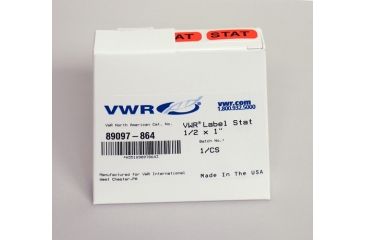 STAT STAT
VWR
vwr.com
1.800.932.5000
VWR North American Cat. No.
89097-864
VWR® Label Stat
1/2 x 1"
Batch No.:
1/CS
Manufactured for VWR International
West Chester, PA
Made In The USA